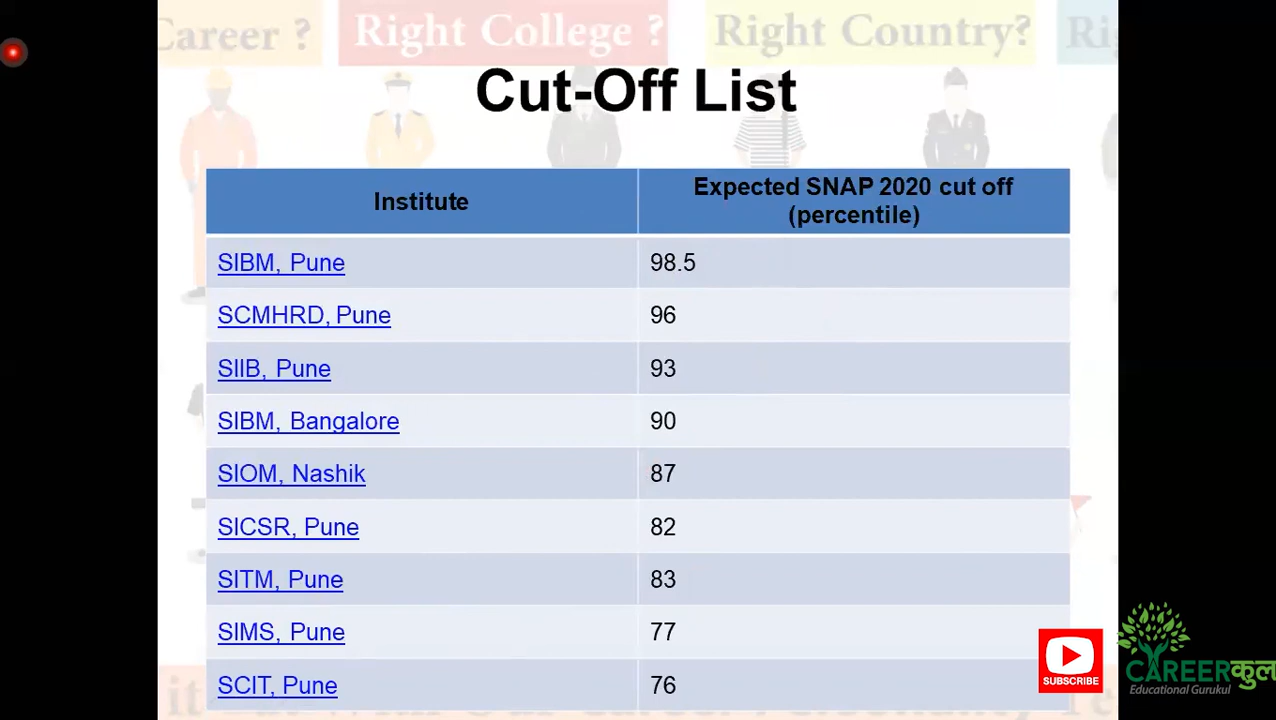 Career ?
Right College ?
Right Country?
Cut-Off List
Institute
Expected SNAP 2020 cut off
(percentile)
SIBM, Pune 98.5
SCMHRD, Pune 96
SIIB, Pune 93
SIBM, Bangalore 90
SIOM, Nashik 87
SICSR, Pune 82
SITM, Pune 83
SIMS, Pune 77
SCIT, Pune 76
SUBSCRIBE
CAREERकुल
Educational Gurukul